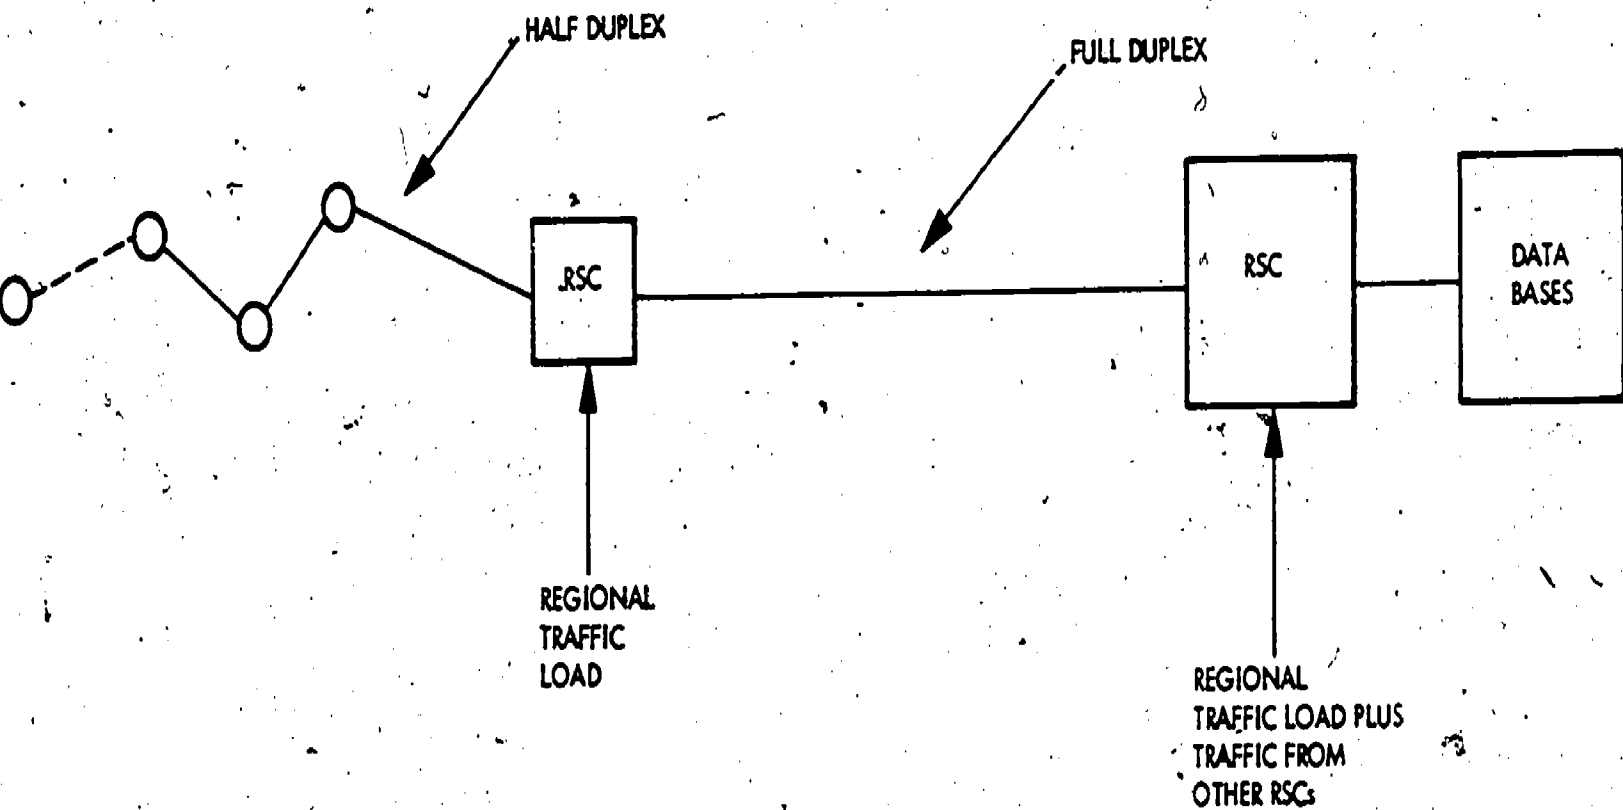 HALF DUPLEX
FULL DUPLEX
RSC
RSC
DATA
BASES
REGIONAL
TRAFFIC
LOAD
REGIONAL
TRAFFIC LOAD PLUS
TRAFFIC FROM
OTHER RSCs